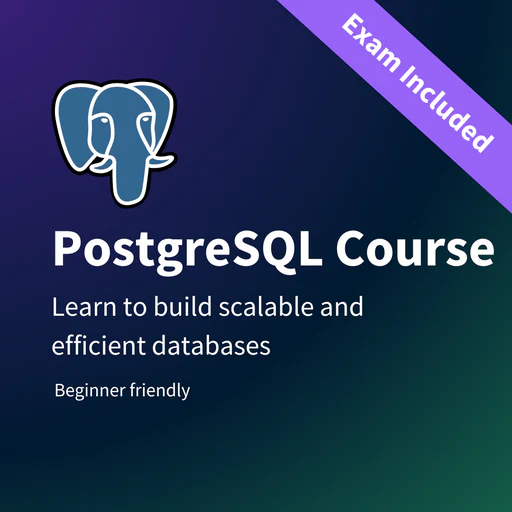 Exam Included
PostgreSQL Course
Learn to build scalable and
efficient databases
Beginner friendly